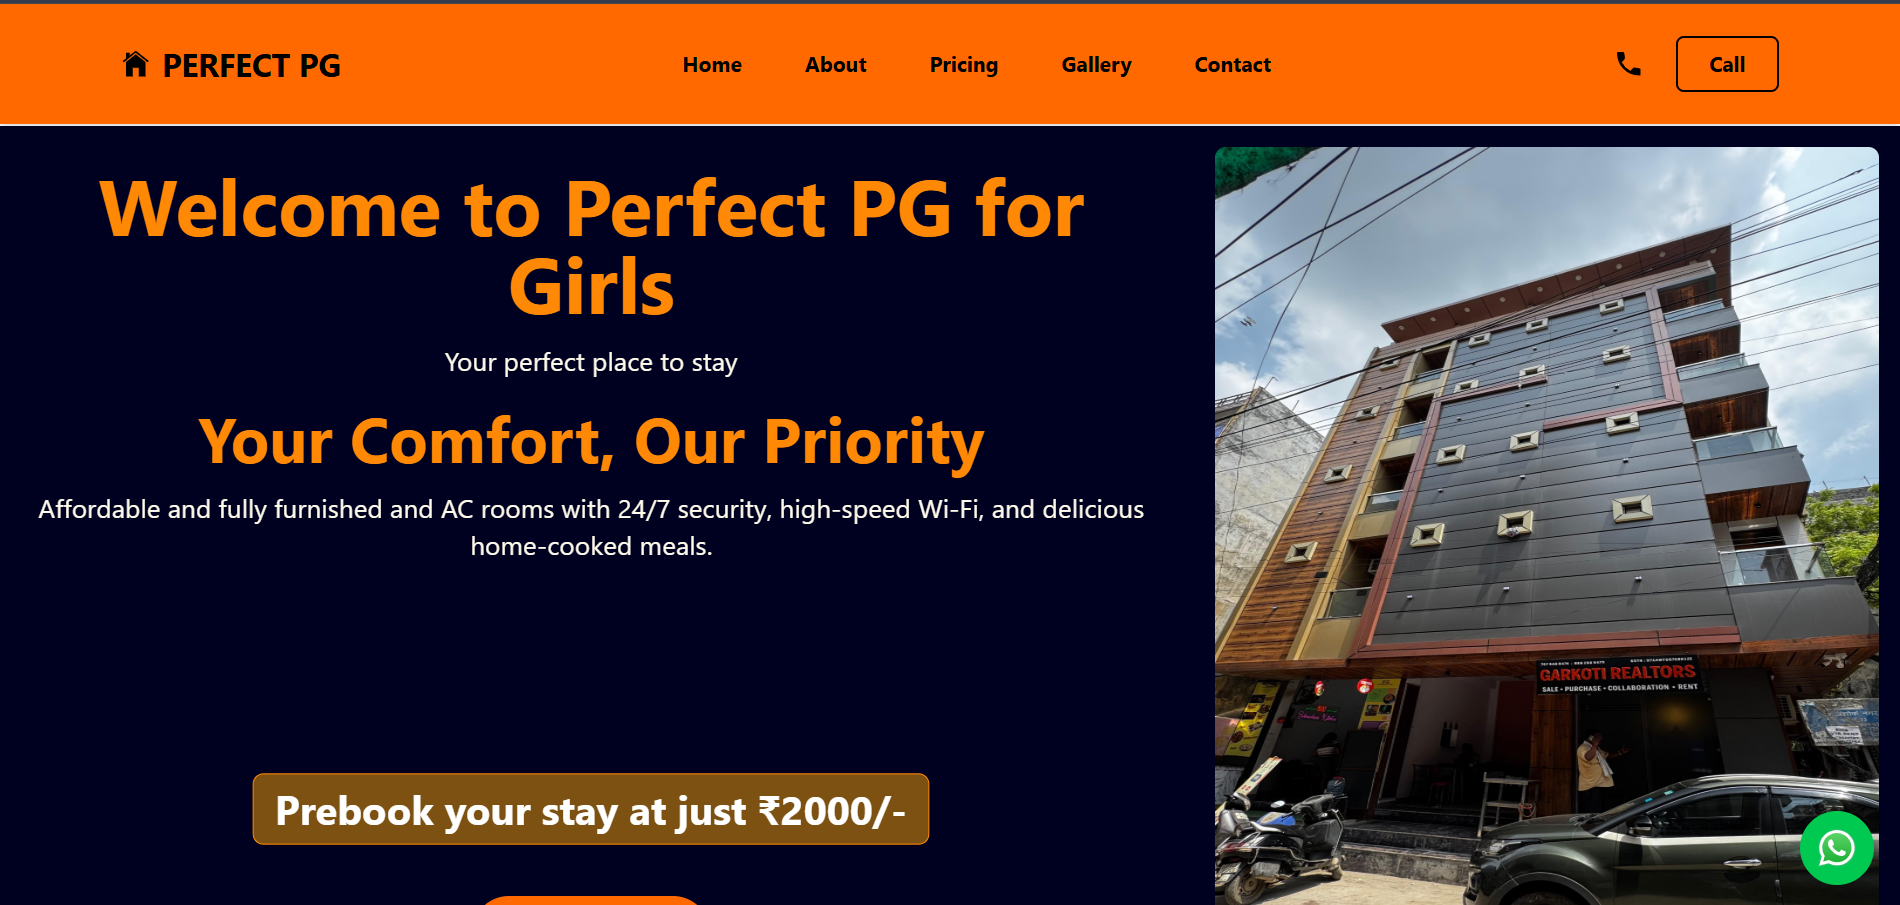 PERFECT PG
Home
About
Pricing
Gallery
Contact
Call
Welcome to Perfect PG for
Girls
Your perfect place to stay
Your Comfort, Our Priority
Affordable and fully furnished and AC rooms with 24/7 security, high-speed Wi-Fi, and delicious
home-cooked meals.
Prebook your stay at just ₹2000/-
GARKOTI REALTORS
SALE • PURCHASE • COLLABORATION • RENT